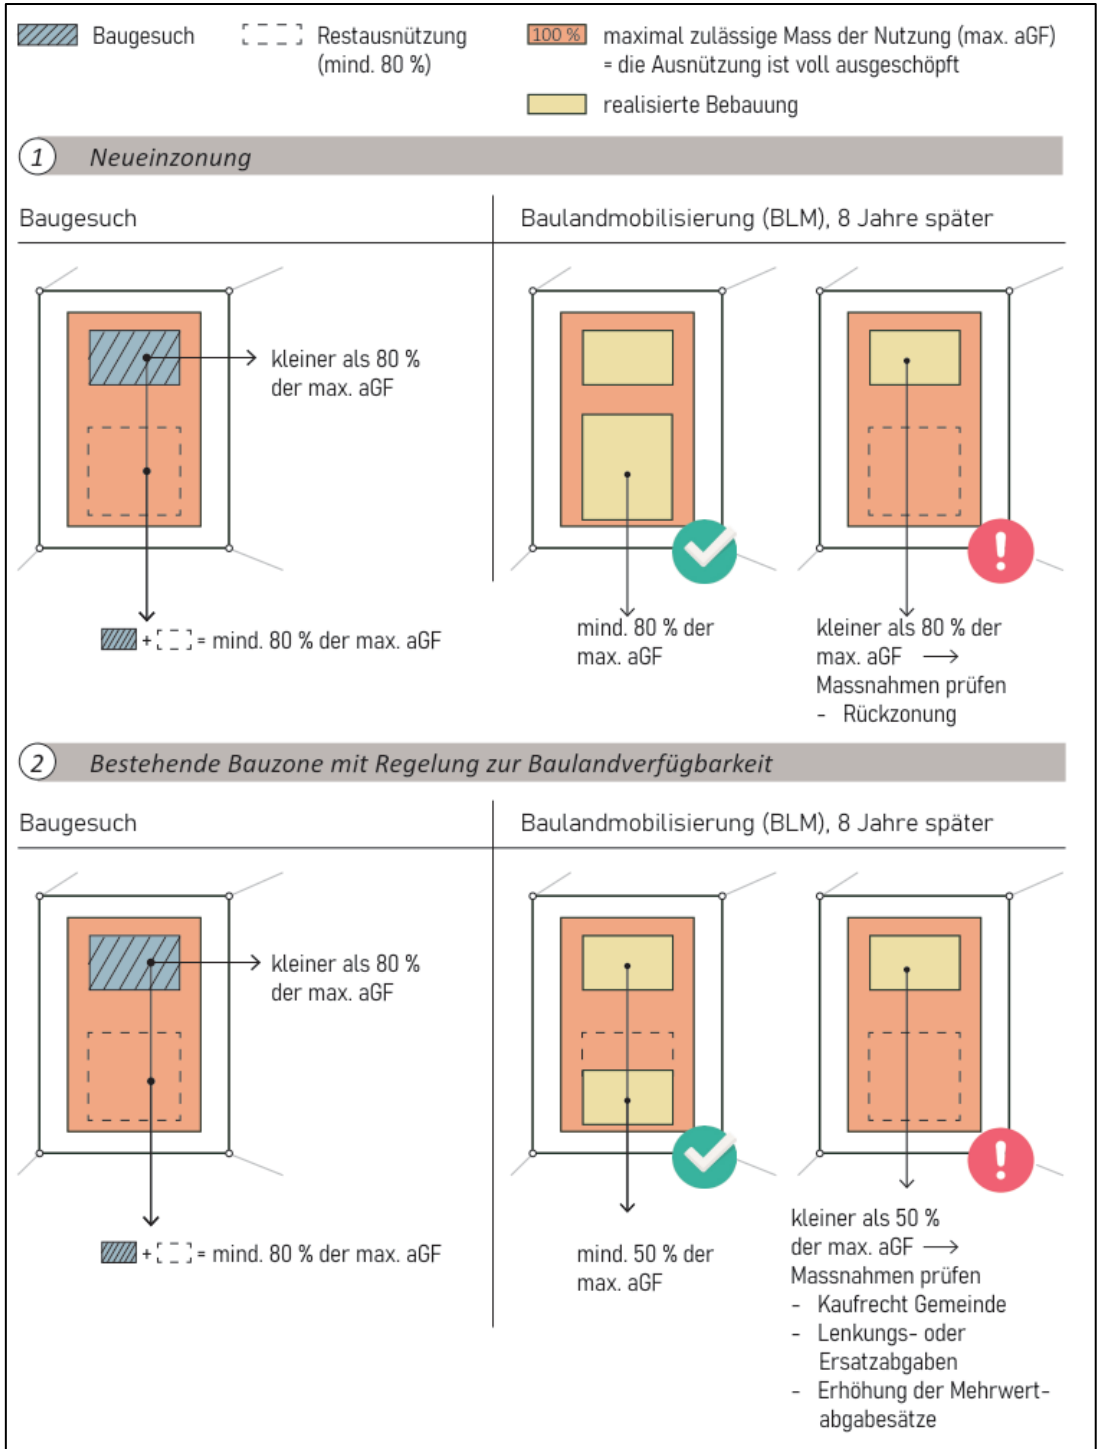 Baugesuch
Restausnützung
(mind. 80 %)
100 %
maximal zulässige Mass der Nutzung (max. aGF)
= die Ausnützung ist voll ausgeschöpft
realisierte Bebauung
1 Neueinzonung
Baugesuch
Baulandmobilisierung (BLM), 8 Jahre später
kleiner als 80 %
der max. aGF
+ = mind. 80 % der max. aGF
mind. 80 % der
max. aGF
kleiner als 80 % der
max. aGF →
Massnahmen prüfen
- Rückzonung
2 Bestehende Bauzone mit Regelung zur Baulandverfügbarkeit
Baugesuch
Baulandmobilisierung (BLM), 8 Jahre später
kleiner als 80 %
der max. aGF
+ = mind. 80 % der max. aGF
mind. 50 % der
max. aGF
kleiner als 50 %
der max. aGF →
Massnahmen prüfen
- Kaufrecht Gemeinde
- Lenkungs- oder
Ersatzabgaben
- Erhöhung der Mehrwert-
abgabesätze